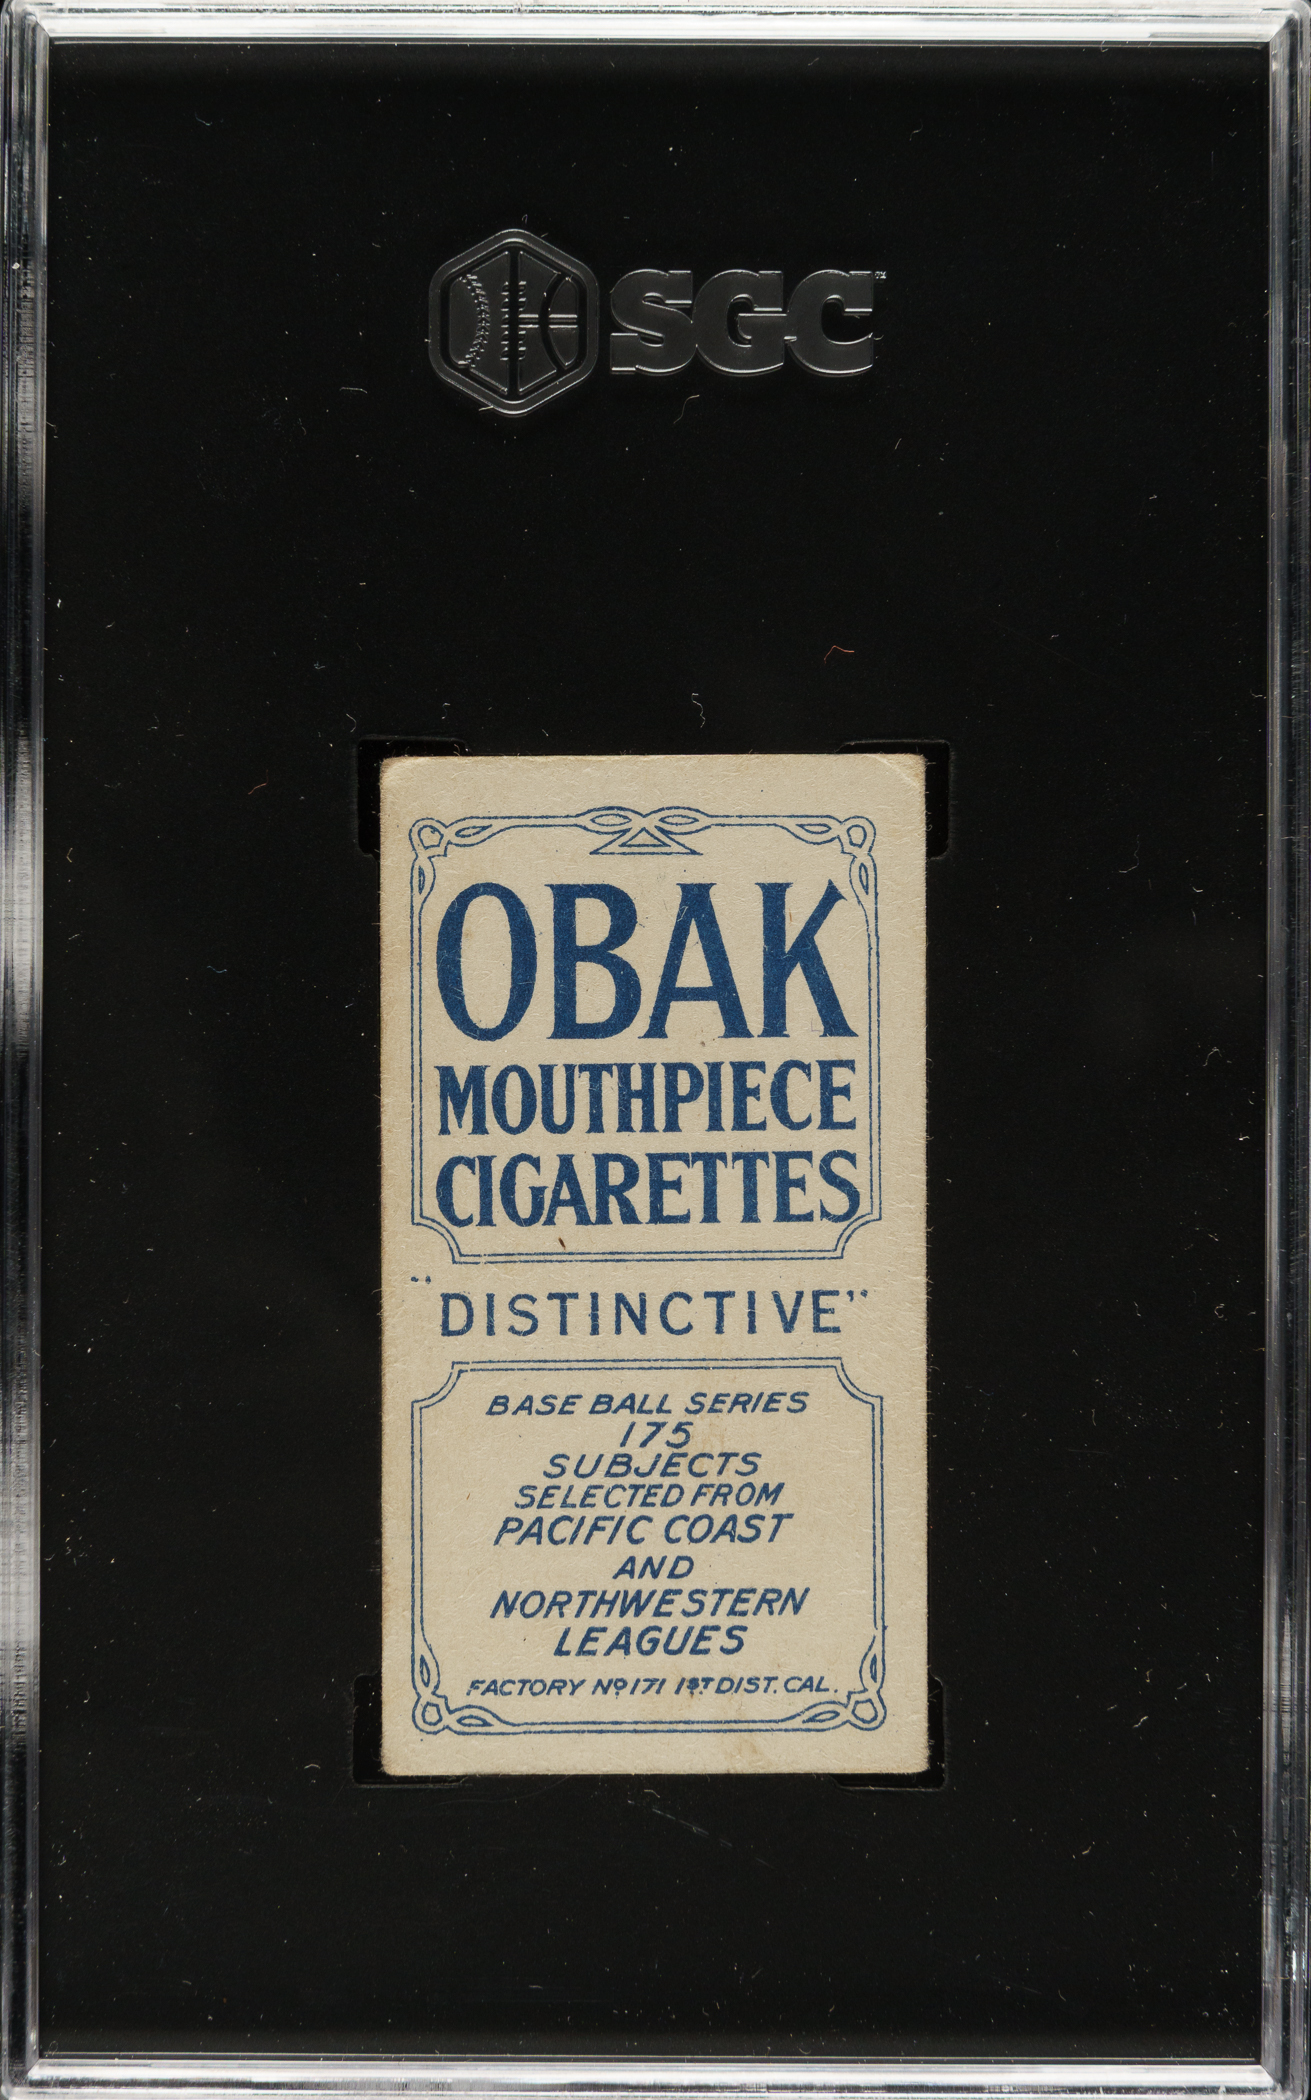 SGC™
OBAK
MOUTHPIECE
CIGARETTES
"DISTINCTIVE"
BASE BALL SERIES
175
SUBJECTS
SELECTED FROM
PACIFIC COAST
AND
NORTHWESTERN
LEAGUES
FACTORY Nº 171 1ST DIST. CAL.